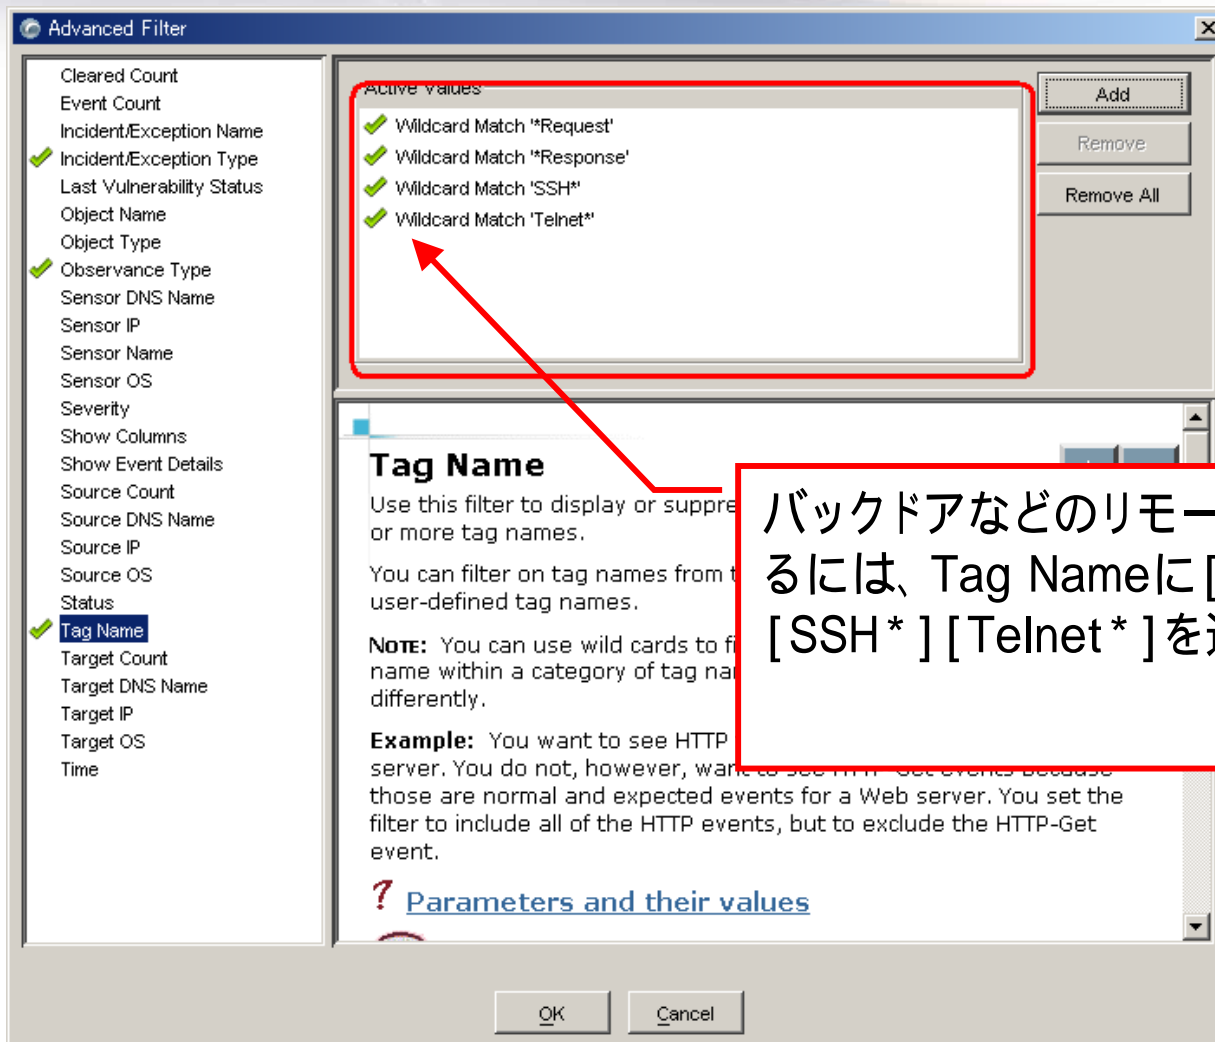 Advanced Filter
Cleared Count
Event Count
Incident/Exception Name
Incident/Exception Type
Last Vulnerability Status
Object Name
Object Type
Observance Type
Sensor DNS Name
Sensor IP
Sensor Name
Sensor OS
Severity
Show Columns
Show Event Details
Source Count
Source DNS Name
Source IP
Source OS
Status
Tag Name
Target Count
Target DNS Name
Target IP
Target OS
Time
Active Values
Wildcard Match '*Request'
Wildcard Match '*Response'
Wildcard Match 'SSH*'
Wildcard Match 'Telnet*'
Add
Remove
Remove All
Tag Name
Use this filter to display or suppre
or more tag names.
You can filter on tag names from t
user-defined tag names.
NOTE: You can use wild cards to fi
name within a category of tag na
differently.
Example: You want to see HTTP
server. You do not, however, want to see HTTP-Get events because
those are normal and expected events for a Web server. You set the
filter to include all of the HTTP events, but to exclude the HTTP-Get
event.
? Parameters and their values
バックドアなどのリモー
るには、Tag Nameに[
[SSH*][Telnet*]を
OK
Cancel